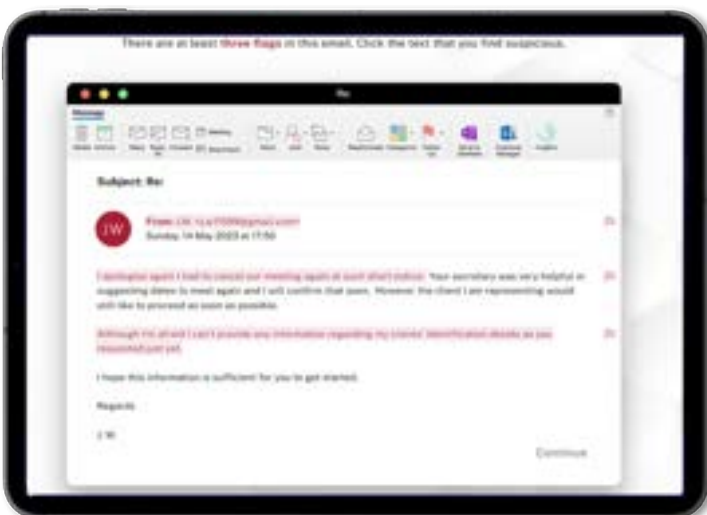 There are at least three flags in this email. Click the text that you find suspicious.
Re:
Message
Meeting
Subject: Re:
JW
From: J.W.
Sunday, 14 May 2023 at 17:50
I apologise again I had to cancel our meeting again at such short notice. Your secretary was very helpful in
suggesting dates to meet again and I will confirm that soon. However the client I am representing would
still like to proceed as soon as possible.
Although I'm afraid I can't provide any information regarding my clients' identification details as you
requested just yet.
I hope this information is sufficient for you to get started.
Regards
J.W.
Continue